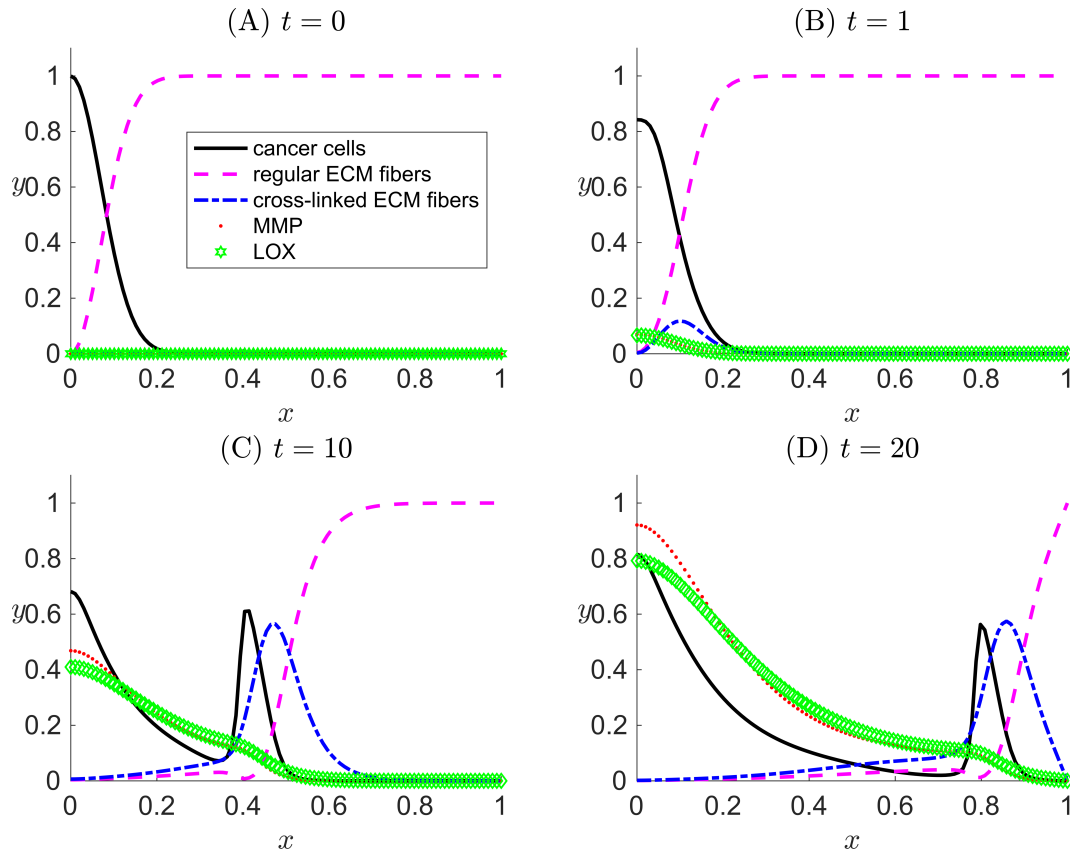 (A) t = 0
1
0.8
y0.6
0.4
0.2
0
0 0.2 0.4 0.6 0.8 1
x
cancer cells
regular ECM fibers
cross-linked ECM fibers
MMP
LOX
(B) t = 1
1
0.8
y0.6
0.4
0.2
0
0 0.2 0.4 0.6 0.8 1
x
(C) t = 10
1
0.8
y0.6
0.4
0.2
0
0 0.2 0.4 0.6 0.8 1
x
(D) t = 20
1
0.8
y0.6
0.4
0.2
0
0 0.2 0.4 0.6 0.8 1
x